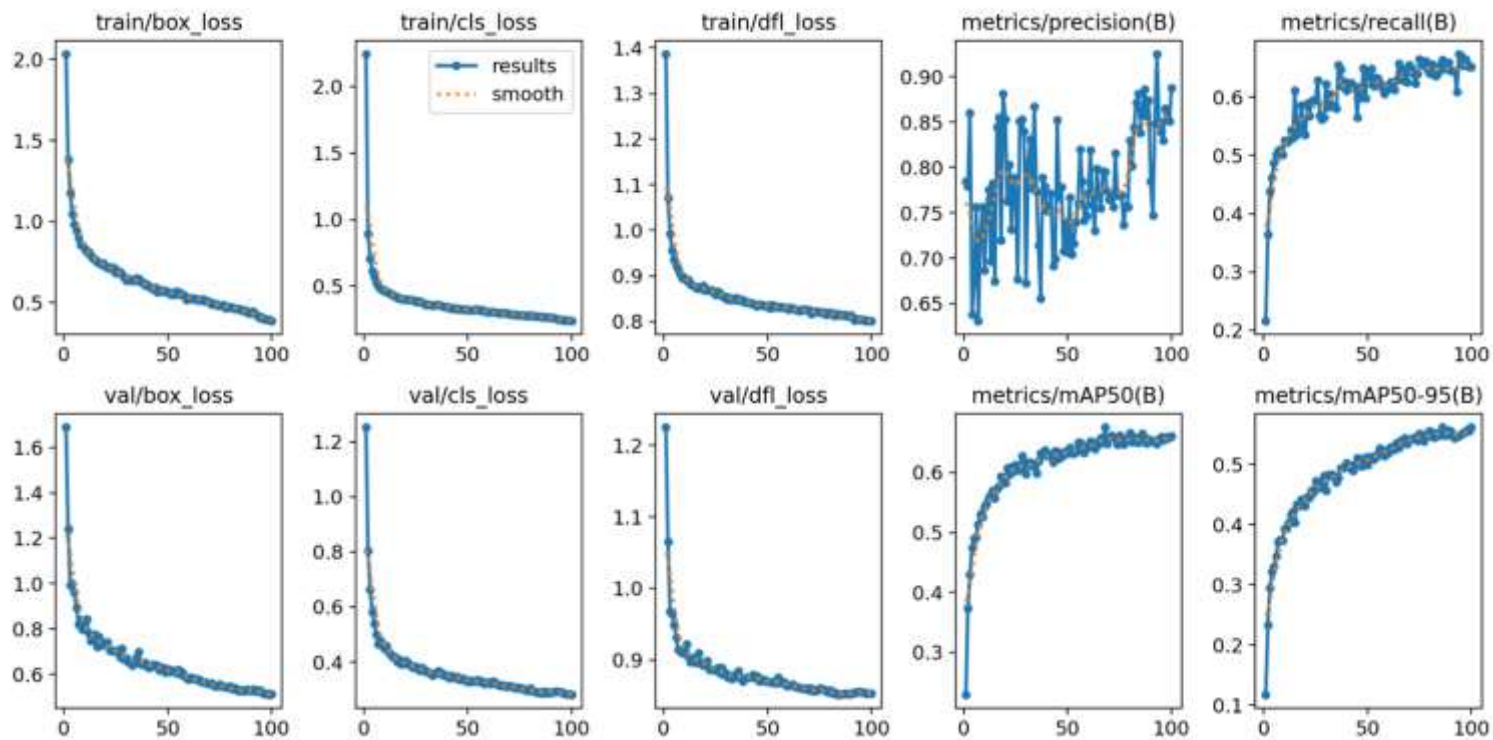 train/box_loss
train/cls_loss
train/dfl_loss
metrics/precision(B)
metrics/recall(B)
results
smooth
2.0
1.5
1.0
0.5
0 50 100
2.0
1.5
1.0
0.5
0 50 100
1.4
1.3
1.2
1.1
1.0
0.9
0.8
0 50 100
0.90
0.85
0.80
0.75
0.70
0.65
0 50 100
0.6
0.5
0.4
0.3
0.2
0 50 100
val/box_loss
val/cls_loss
val/dfl_loss
metrics/mAP50(B)
metrics/mAP50-95(B)
1.6
1.4
1.2
1.0
0.8
0.6
0 50 100
1.2
1.0
0.8
0.6
0.4
0 50 100
1.2
1.1
1.0
0.9
0 50 100
0.6
0.5
0.4
0.3
0 50 100
0.5
0.4
0.3
0.2
0.1
0 50 100